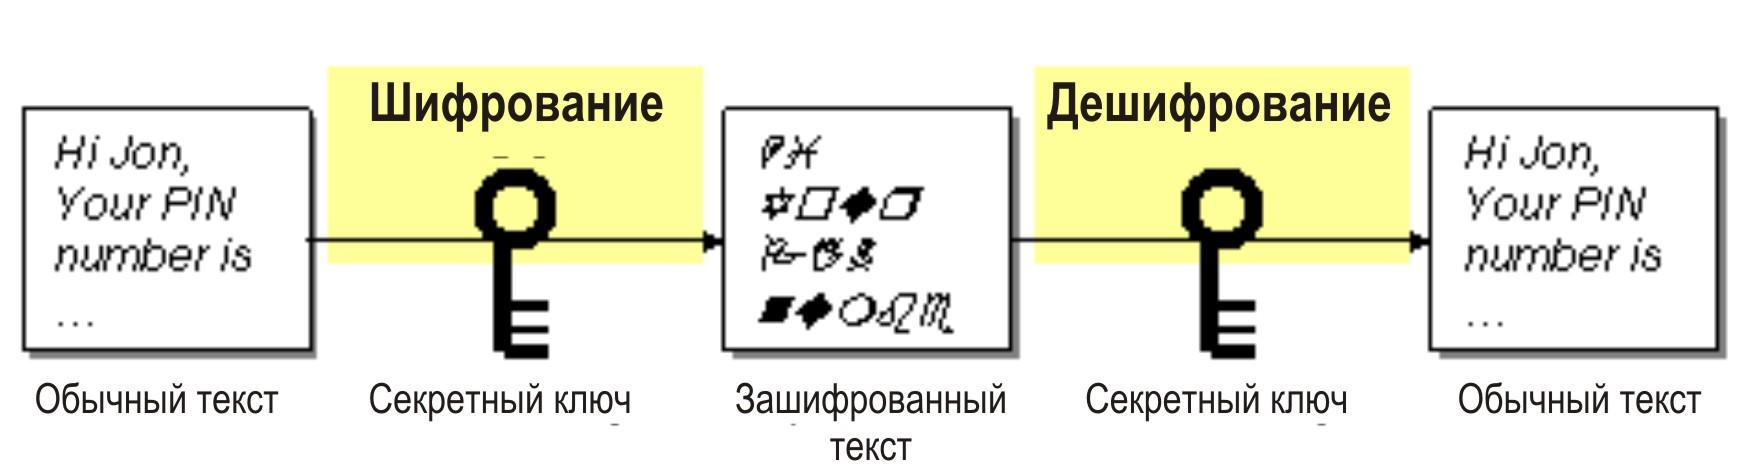 Шифрование
Дешифрование
Hi Jon,
Your PIN
number is
...
Hi Jon,
Your PIN
number is
...
Обычный текст
Секретный ключ
Зашифрованный
текст
Секретный ключ
Обычный текст